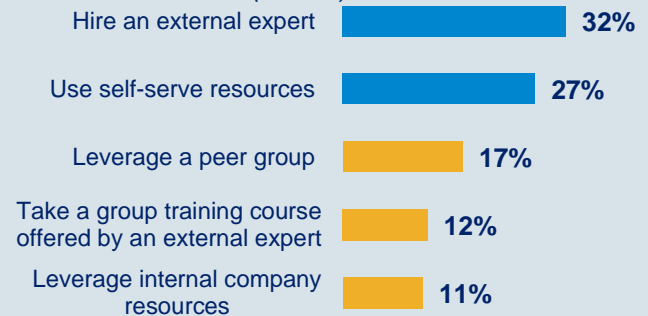 Hire an external expert
32%
Use self-serve resources
27%
Leverage a peer group
17%
Take a group training course
offered by an external expert
12%
Leverage internal company
resources
11%